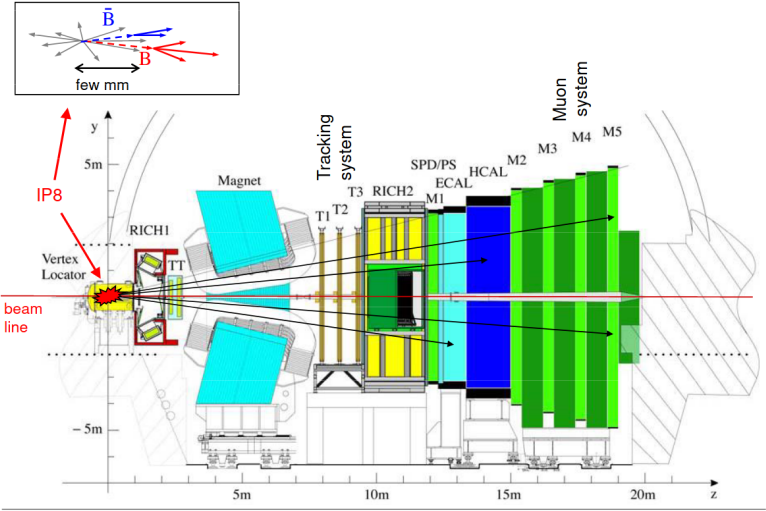 B̄
B
few mm
IP8
y
5m
Magnet
Tracking
system
SPD/PS
ECAL
HCAL
M2
M3
Muon
system
M4
M5
T1
T2
T3
RICH2
M1
RICH1
Vertex
Locator
TT
beam
line
- 5m
5m
10m
15m
20m
z